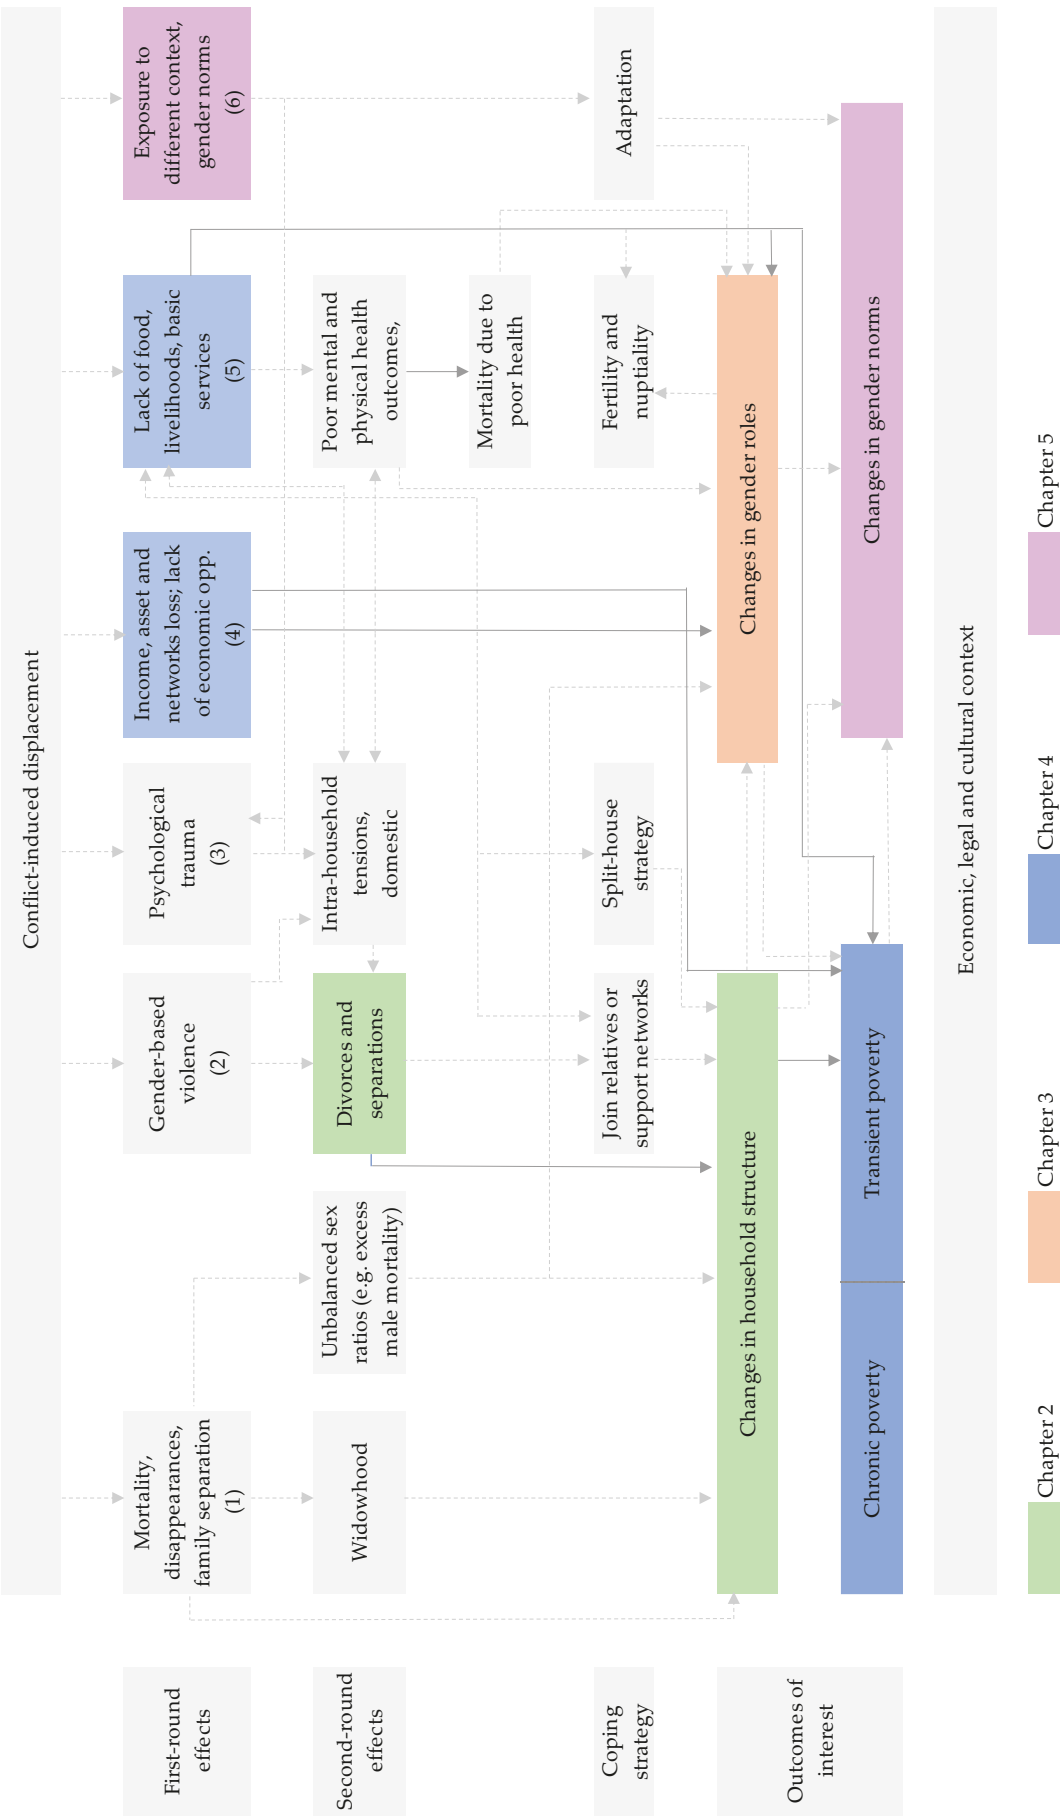 Conflict-induced displacement
First-round
effects
Mortality,
disappearances,
family separation
(1)
Gender-based
violence
(2)
Psychological
trauma
(3)
Income, asset and
networks loss; lack
of economic opp.
(4)
Lack of food,
livelihoods, basic
services
(5)
Exposure to
different context,
gender norms
(6)
Second-round
effects
Widowhood
Unbalanced sex
ratios (e.g. excess
male mortality)
Divorces and
separations
Intra-household
tensions,
domestic
Poor mental and
physical health
outcomes,
Mortality due to
poor health
Coping
strategy
Join relatives or
support networks
Split-house
strategy
Fertility and
nuptiality
Adaptation
Outcomes of
interest
Changes in household structure
Changes in gender roles
Chronic poverty
Transient poverty
Changes in gender norms
Economic, legal and cultural context
Chapter 2
Chapter 3
Chapter 4
Chapter 5